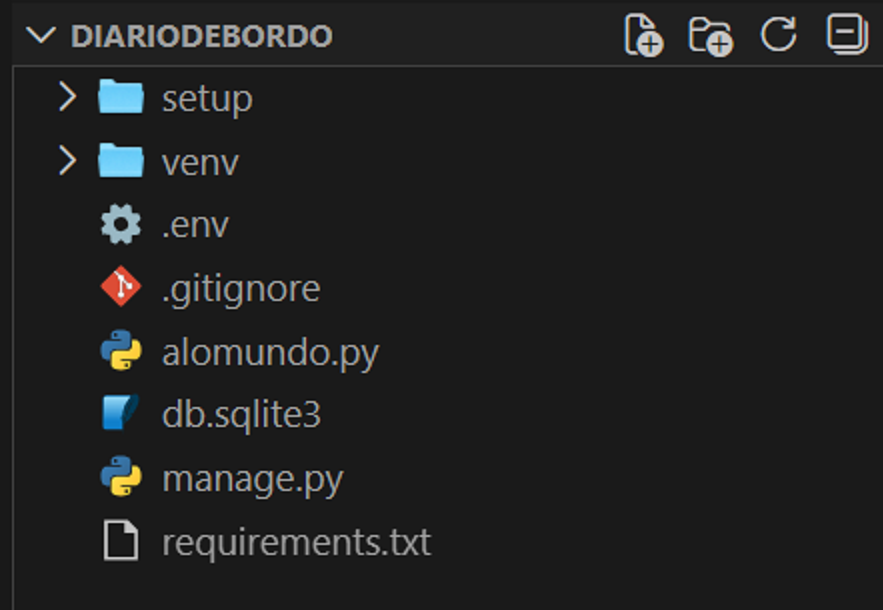 DIARIODEBORDO
setup
venv
.env
.gitignore
alomundo.py
db.sqlite3
manage.py
requirements.txt